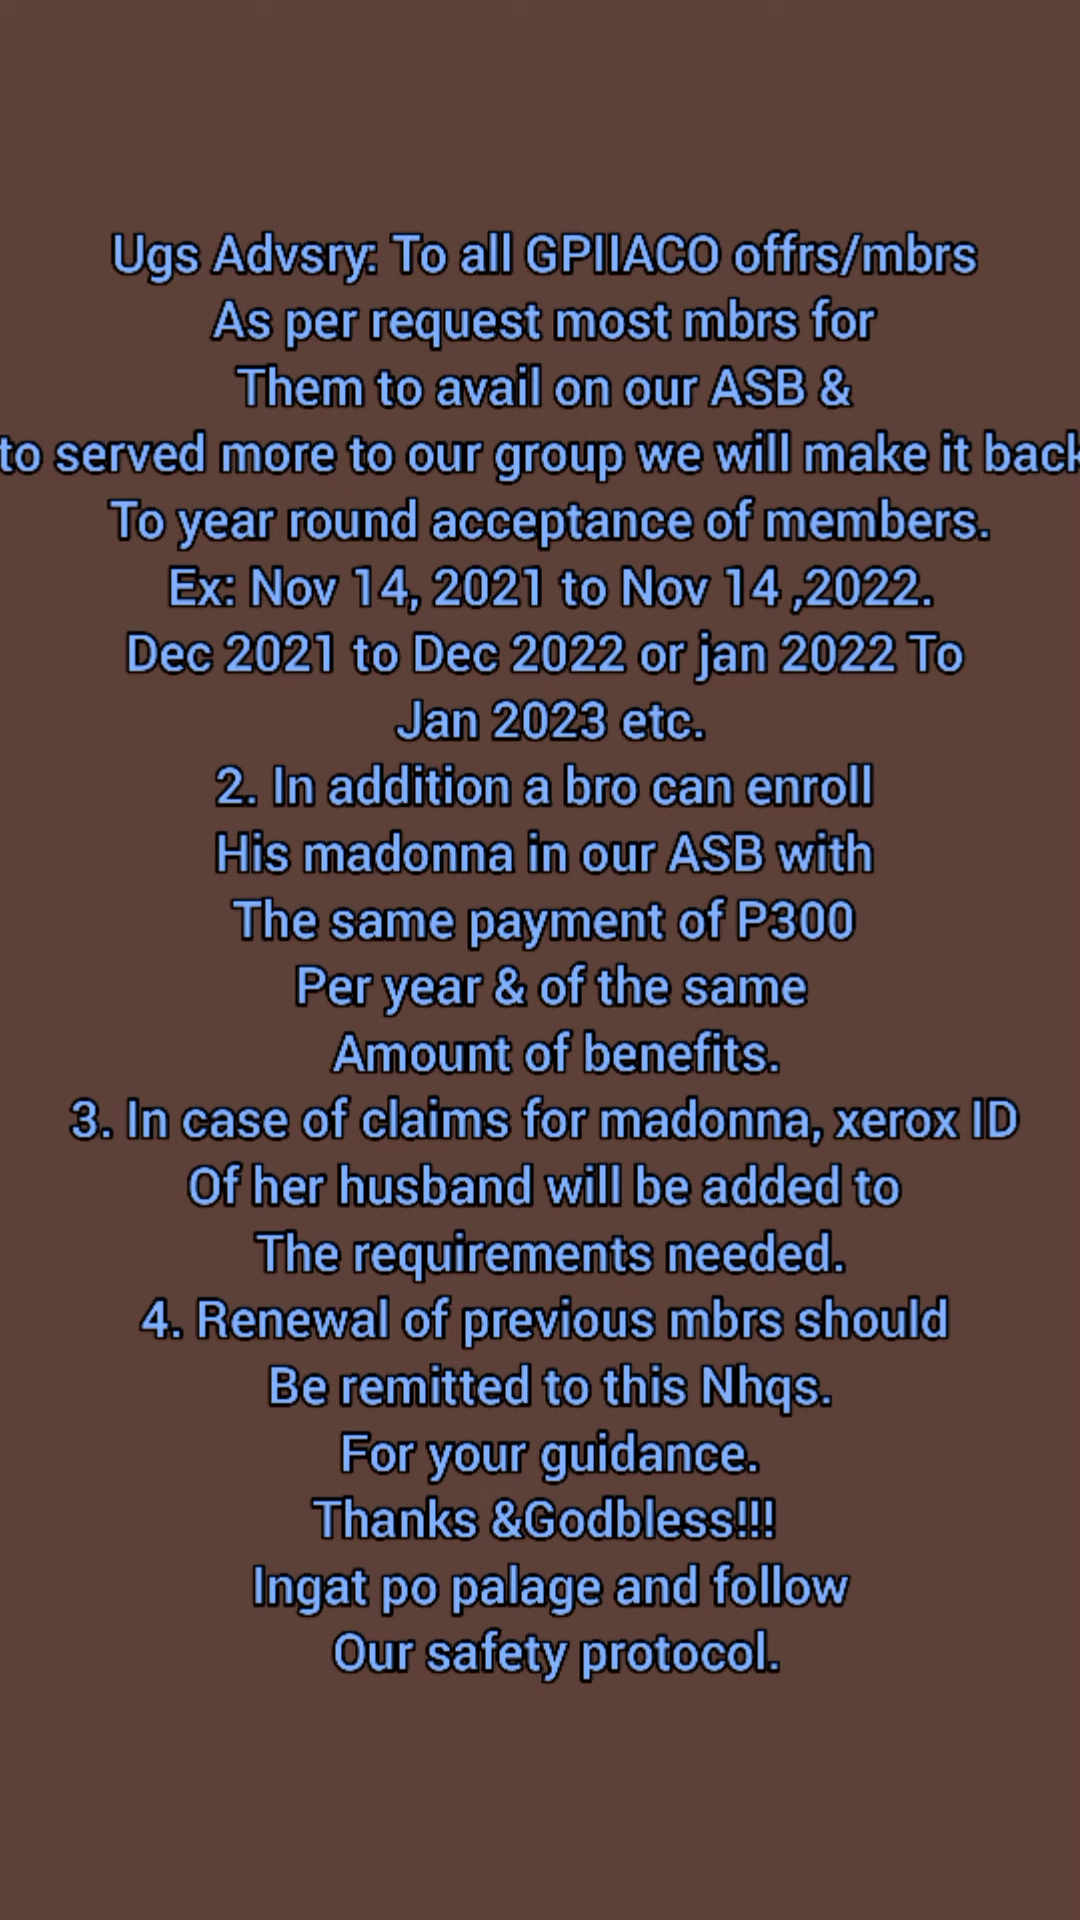 Ugs Advsry: To all GPIIACO offrs/mbrs
As per request most mbrs for
Them to avail on our ASB &
to served more to our group we will make it back
To year round acceptance of members.
Ex: Nov 14, 2021 to Nov 14 ,2022.
Dec 2021 to Dec 2022 or jan 2022 To
Jan 2023 etc.
2. In addition a bro can enroll
His madonna in our ASB with
The same payment of P300
Per year & of the same
Amount of benefits.
3. In case of claims for madonna, xerox ID
Of her husband will be added to
The requirements needed.
4. Renewal of previous mbrs should
Be remitted to this Nhqs.
For your guidance.
Thanks &Godbless!!!
Ingat po palage and follow
Our safety protocol.